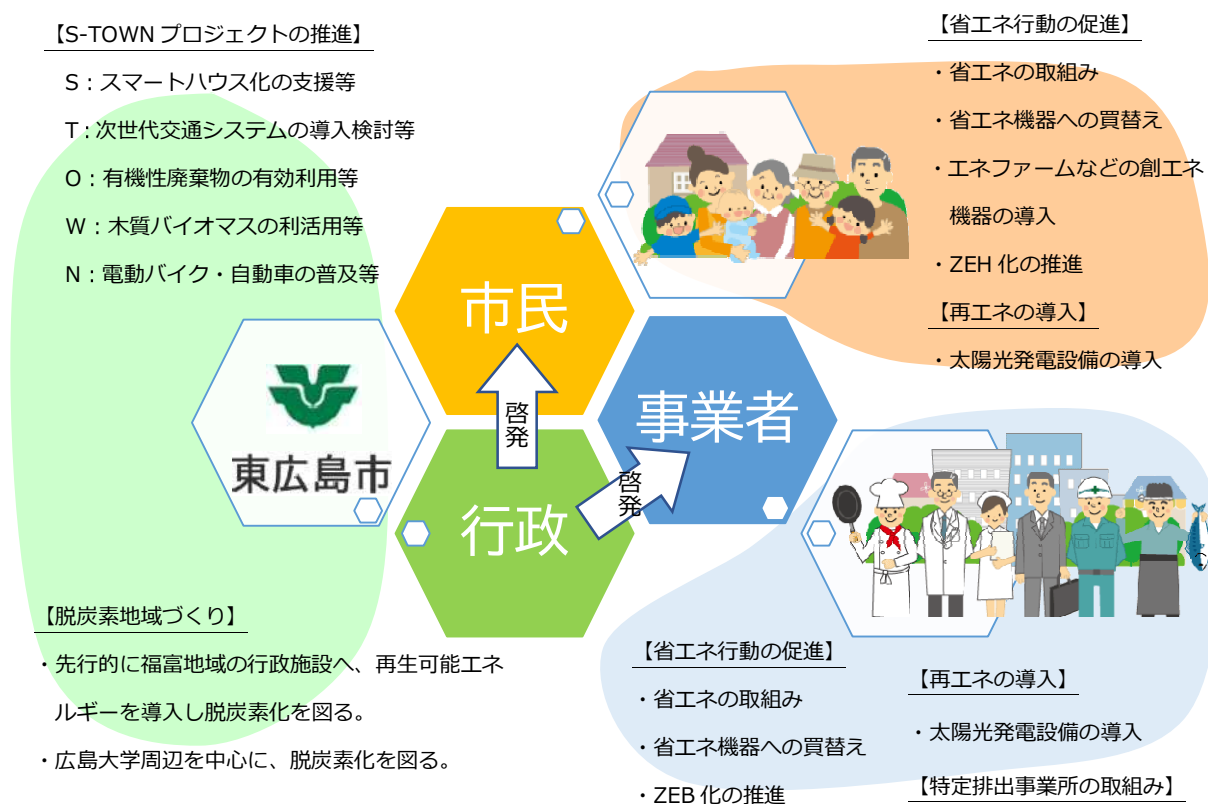 【S-TOWN プロジェクトの推進】
S：スマートハウス化の支援等
T：次世代交通システムの導入検討等
O：有機性廃棄物の有効利用等
W：木質バイオマスの利活用等
N：電動バイク・自動車の普及等
【省エネ行動の促進】
・省エネの取組み
・省エネ機器への買替え
・エネファームなどの創エネ
機器の導入
・ZEH 化の推進
【再エネの導入】
・太陽光発電設備の導入
市民
事業者
啓発
啓発
行政
東広島市
【脱炭素地域づくり】
・先行的に福富地域の行政施設へ、再生可能エネ
ルギーを導入し脱炭素化を図る。
・広島大学周辺を中心に、脱炭素化を図る。
【省エネ行動の促進】
・省エネの取組み
・省エネ機器への買替え
・ZEB 化の推進
【再エネの導入】
・太陽光発電設備の導入
【特定排出事業所の取組み】